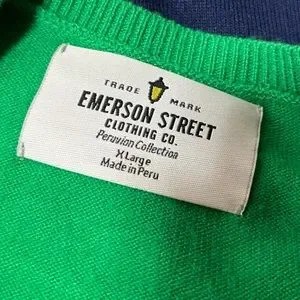 TRADE MARK
EMERSON STREET
CLOTHING CO.
Peruvian Collection
XLarge
Made in Peru